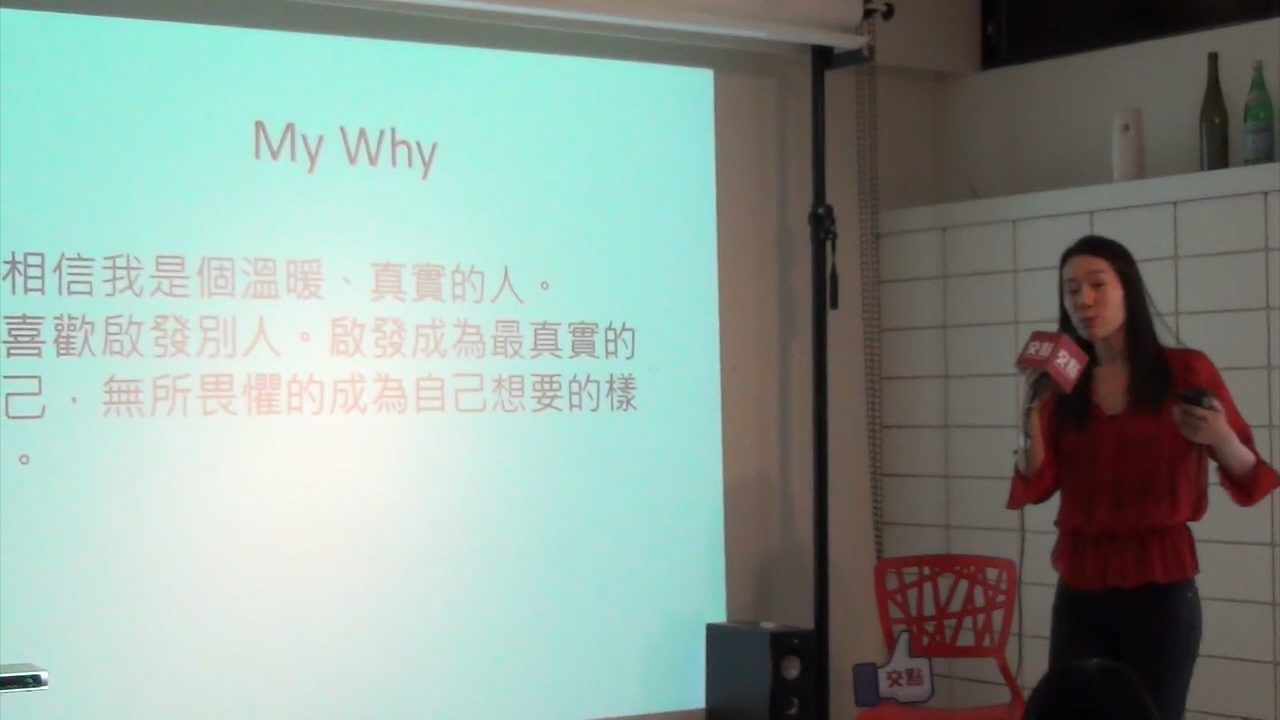 My Why
相信我是個溫暖、真實的人。
喜歡啟發別人。啟發成為最真實的
己，無所畏懼的成為自己想要的樣
。
交點 交點
交點